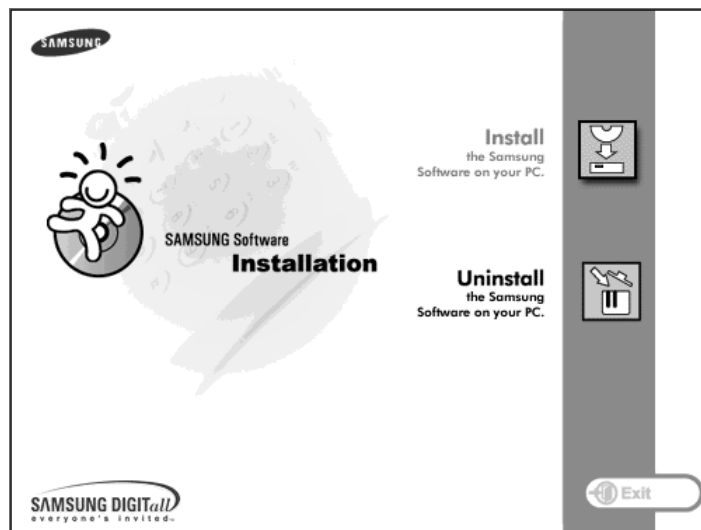 SAMSUNG
Install
the Samsung
Software on your PC.
SAMSUNG Software
Installation
Uninstall
the Samsung
Software on your PC.
SAMSUNG DIGITall
everyone's invited™
Exit